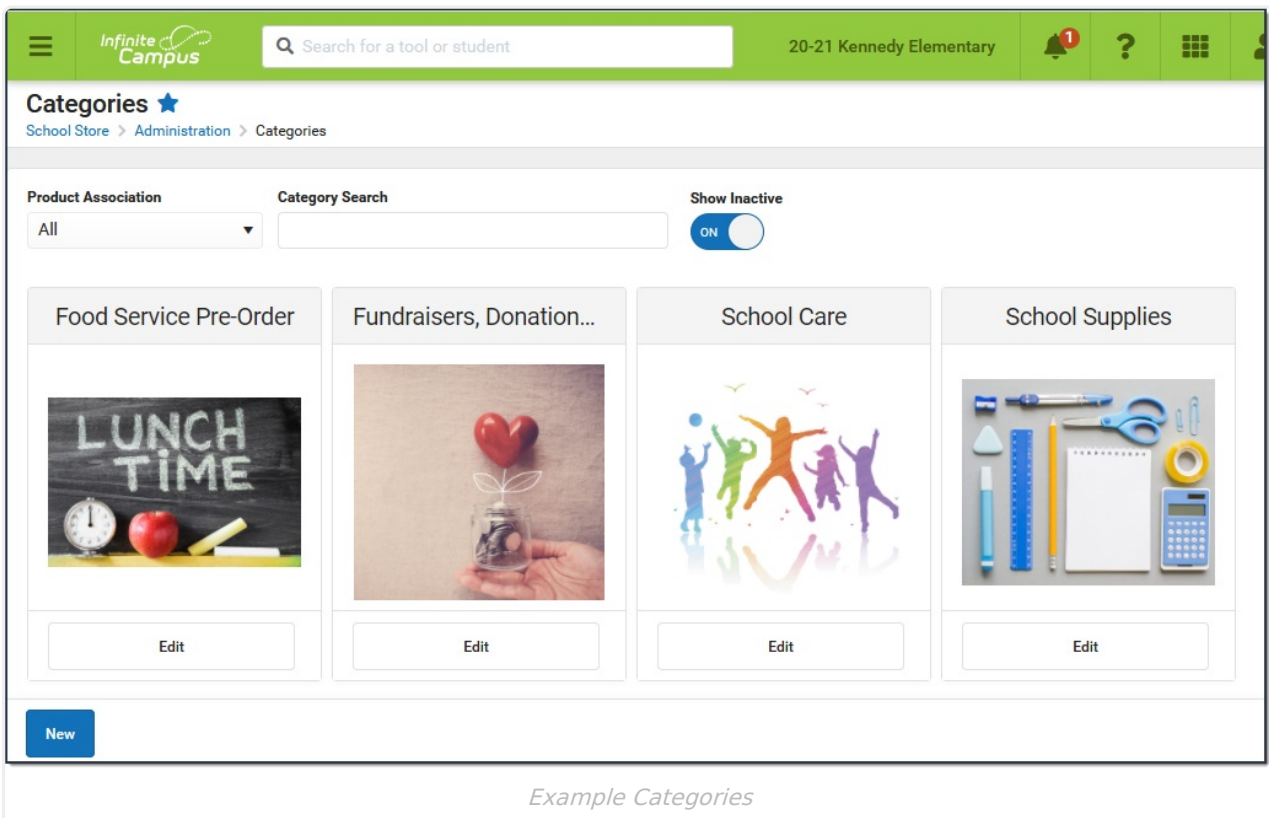 Infinite Campus
Search for a tool or student
20-21 Kennedy Elementary
1
?
Categories
School Store > Administration > Categories
Product Association
Category Search
Show Inactive
All
ON
Food Service Pre-Order
Fundraisers, Donation...
School Care
School Supplies
LUNCH
TIME
Edit
Edit
Edit
Edit
New
Example Categories